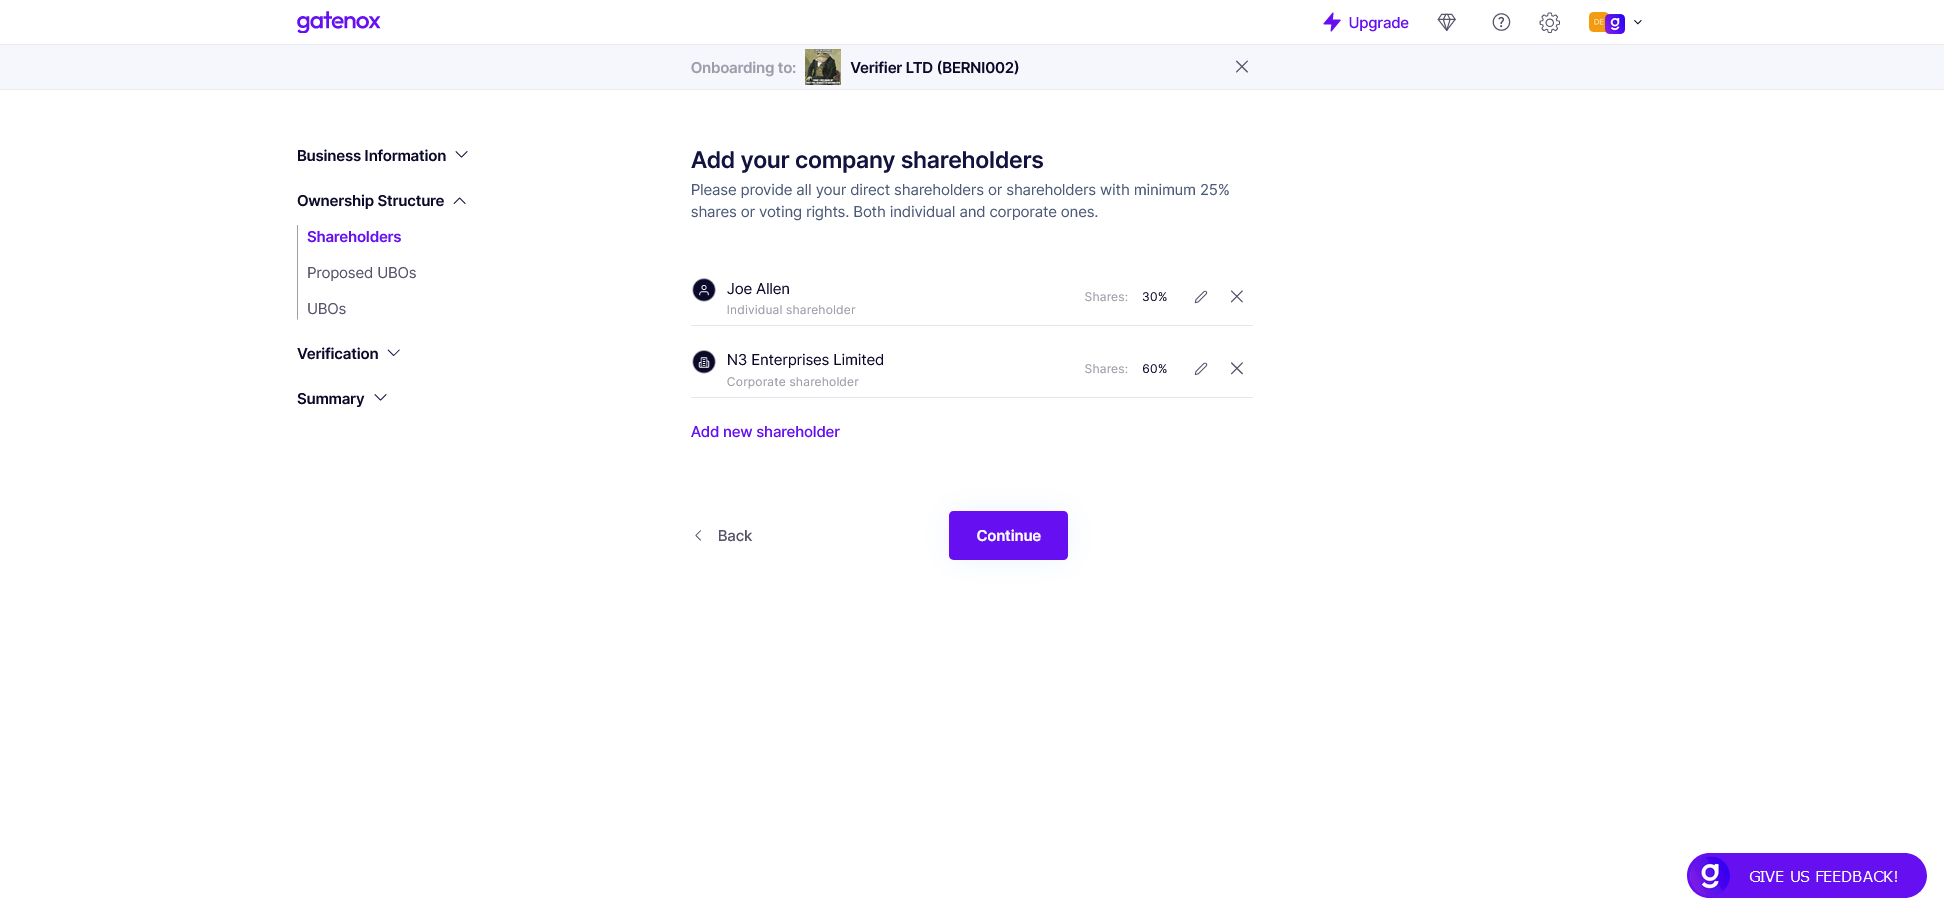 gatenox
Upgrade
DE
g
Onboarding to:
Verifier LTD (BERNI002)
Business Information
Ownership Structure
Shareholders
Proposed UBOs
UBOs
Verification
Summary
Add your company shareholders
Please provide all your direct shareholders or shareholders with minimum 25%
shares or voting rights. Both individual and corporate ones.
Joe Allen
Individual shareholder
Shares: 30%
N3 Enterprises Limited
Corporate shareholder
Shares: 60%
Add new shareholder
Back
Continue
g GIVE US FEEDBACK!